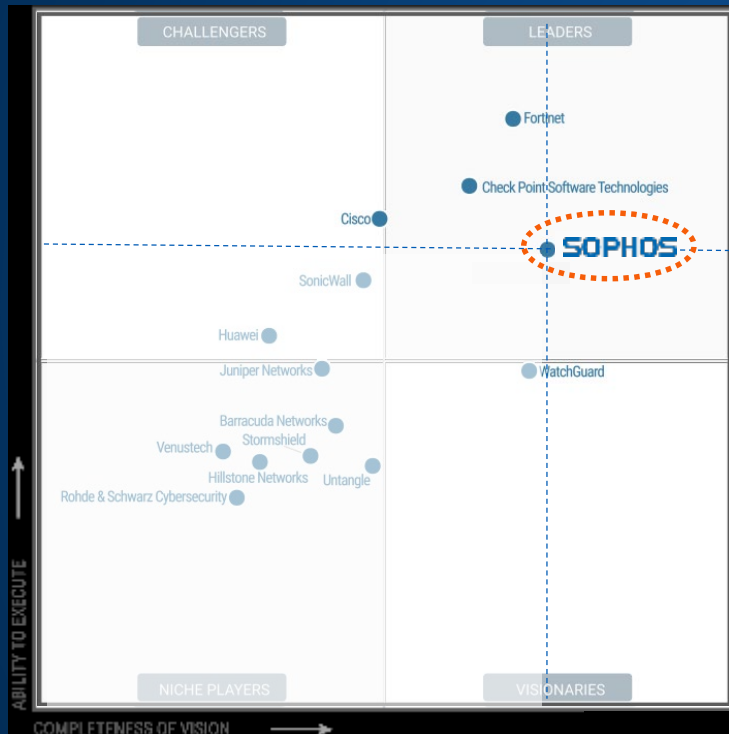 CHALLENGERS
LEADERS
Fortinet
Check Point Software Technologies
Cisco
SOPHOS
SonicWall
Huawei
Juniper Networks
WatchGuard
Barracuda Networks
Stormshield
Venustech
Hillstone Networks
Untangle
Rohde & Schwarz Cybersecurity
ABILITY TO EXECUTE
NICHE PLAYERS
VISIONARIES
COMPLETENESS OF VISION